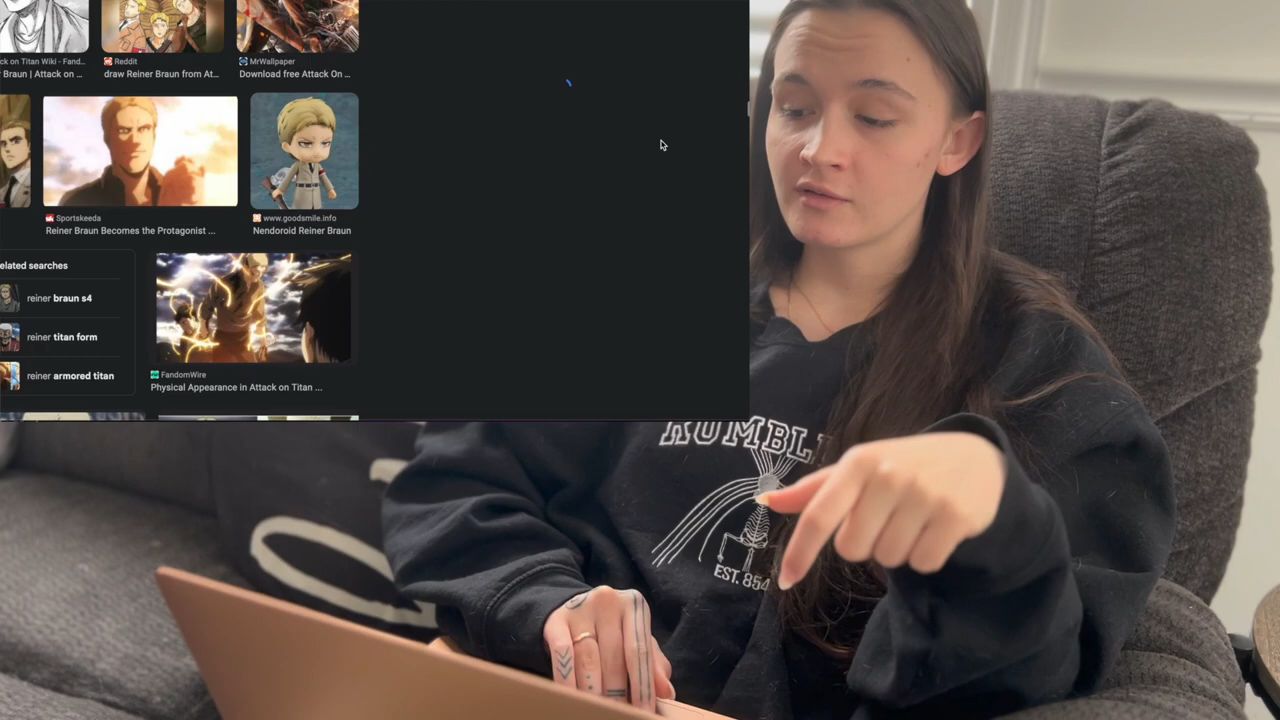 ck on Titan Wiki - Fand...
Braun | Attack on ...
Reddit
draw Reiner Braun from At...
MrWallpaper
Download free Attack On ...
Sportskeeda
Reiner Braun Becomes the Protagonist ...
www.goodsmile.info
Nendoroid Reiner Braun
elated searches
reiner braun s4
reiner titan form
reiner armored titan
FandomWire
Physical Appearance in Attack on Titan ...
RUMBLI
EST. 854